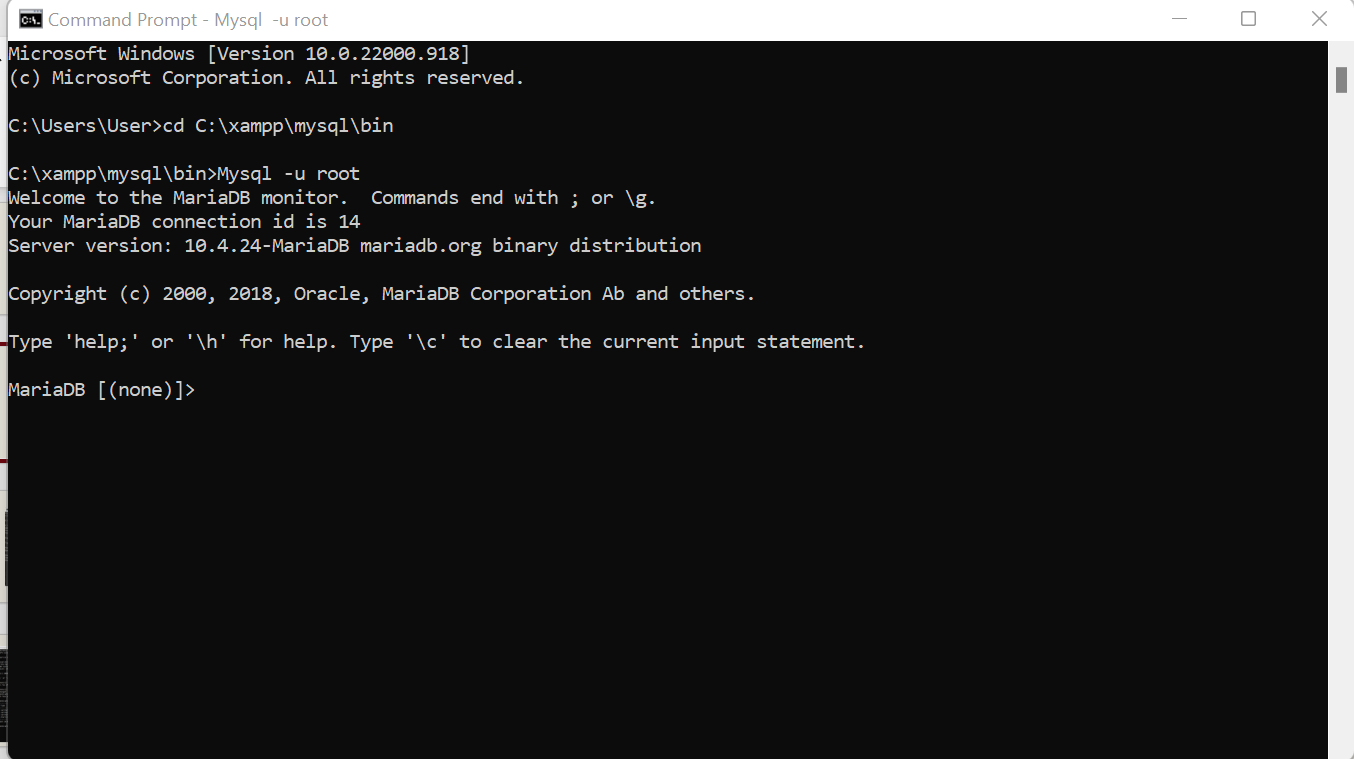 Command Prompt - Mysql  -u root
Microsoft Windows [Version 10.0.22000.918]
(c) Microsoft Corporation. All rights reserved.
C:\Users\User>cd C:\xampp\mysql\bin
C:\xampp\mysql\bin>Mysql -u root
Welcome to the MariaDB monitor.  Commands end with ; or \g.
Your MariaDB connection id is 14
Server version: 10.4.24-MariaDB mariadb.org binary distribution
Copyright (c) 2000, 2018, Oracle, MariaDB Corporation Ab and others.
Type 'help;' or '\h' for help. Type '\c' to clear the current input statement.
MariaDB [(none)]>